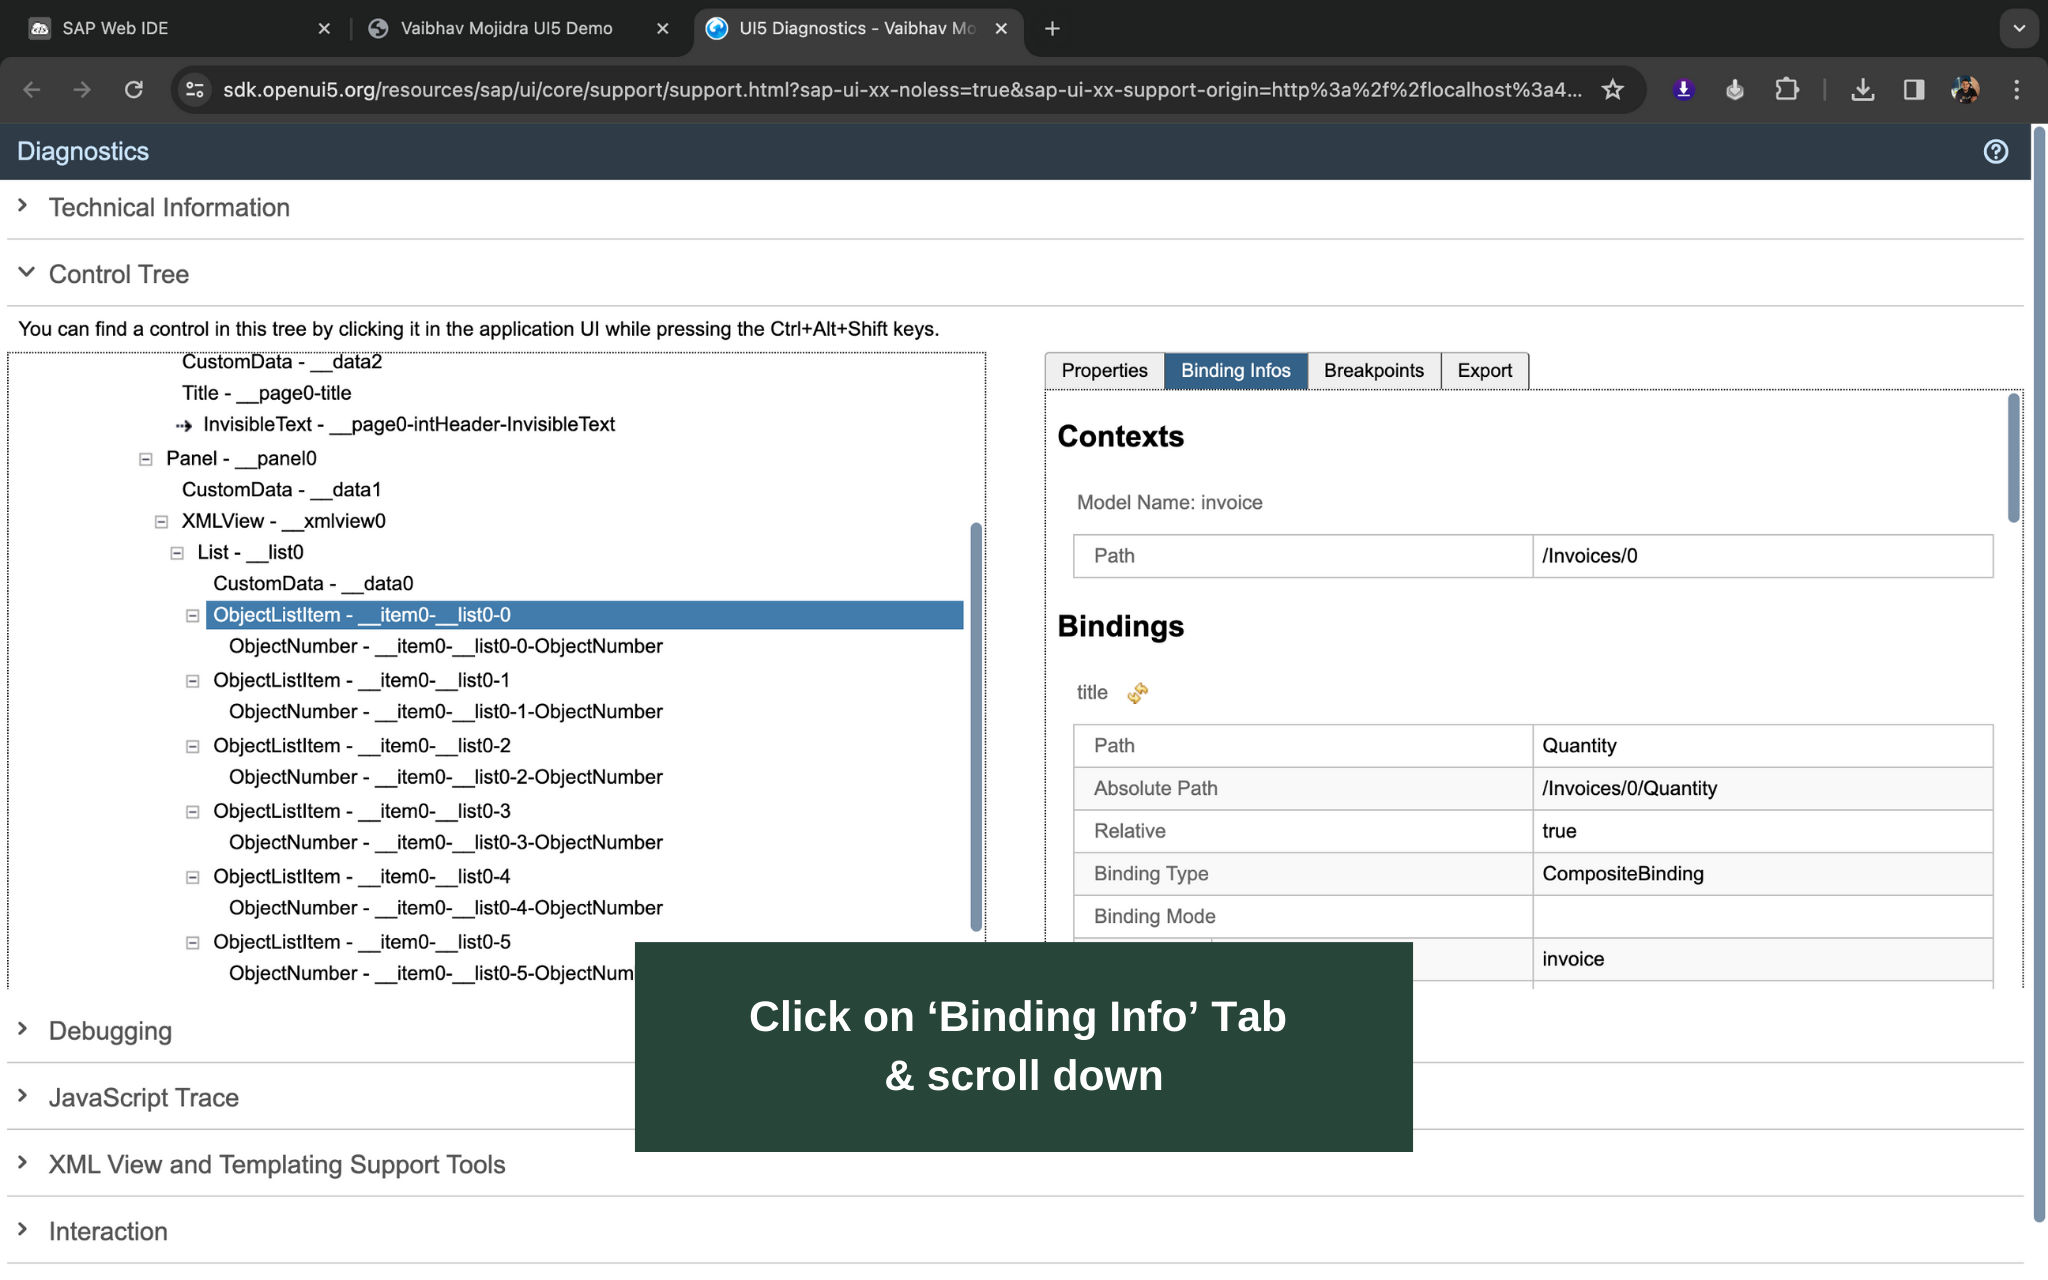 SAP Web IDE
Vaibhav Mojidra UI5 Demo
UI5 Diagnostics - Vaibhav Mo
sdk.openui5.org/resources/sap/ui/core/support/support.html?sap-ui-xx-noless=true&sap-ui-xx-support-origin=http%3a%2f%2flocalhost%3a4...
Diagnostics
Technical Information
Control Tree
You can find a control in this tree by clicking it in the application UI while pressing the Ctrl+Alt+Shift keys.
CustomData - __data2
Title - __page0-title
InvisibleText - __page0-intHeader-InvisibleText
Panel - __panel0
CustomData - __data1
XMLView - __xmlview0
List - __list0
CustomData - __data0
ObjectListItem - __item0-__list0-0
ObjectNumber - __item0-__list0-0-ObjectNumber
ObjectListItem - __item0-__list0-1
ObjectNumber - __item0-__list0-1-ObjectNumber
ObjectListItem - __item0-__list0-2
ObjectNumber - __item0-__list0-2-ObjectNumber
ObjectListItem - __item0-__list0-3
ObjectNumber - __item0-__list0-3-ObjectNumber
ObjectListItem - __item0-__list0-4
ObjectNumber - __item0-__list0-4-ObjectNumber
ObjectListItem - __item0-__list0-5
ObjectNumber - __item0-__list0-5-ObjectNum
Properties
Binding Infos
Breakpoints
Export
Contexts
Model Name: invoice
Path /Invoices/0
Bindings
title
Path Quantity
Absolute Path /Invoices/0/Quantity
Relative true
Binding Type CompositeBinding
Binding Mode
invoice
Click on ‘Binding Info’ Tab
& scroll down
Debugging
JavaScript Trace
XML View and Templating Support Tools
Interaction